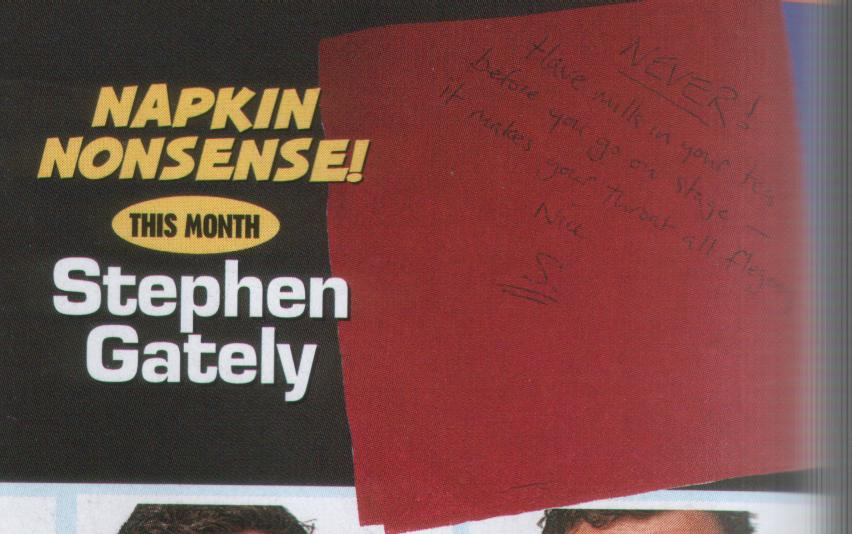 NAPKIN
NONSENSE!
THIS MONTH
Stephen
Gately
NEVER!
Have milk in your tea
before you go on stage –
it makes your throat all
Nice
S.